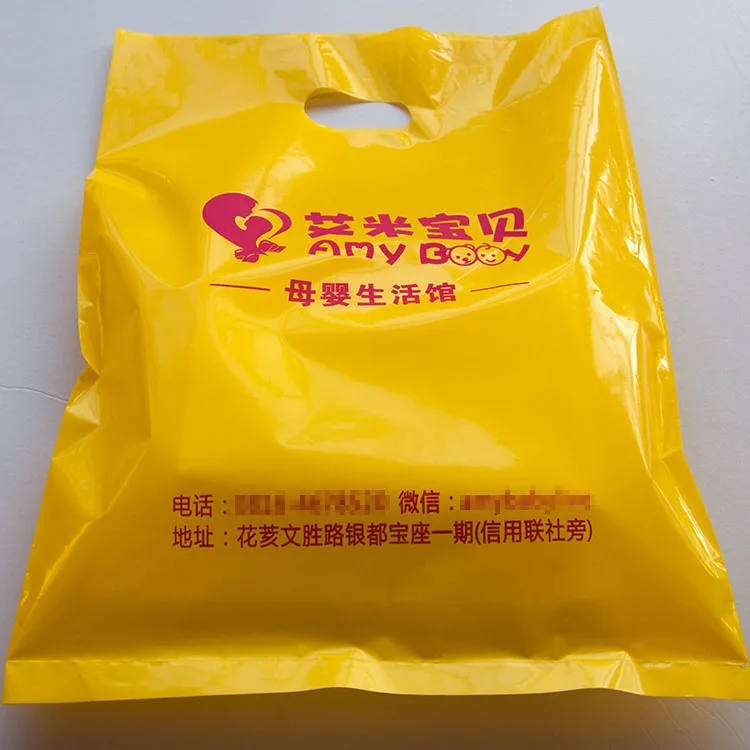 艾米宝贝
Amy Baby
母婴生活馆
电话： 微信：
地址：花荄文胜路银都宝座一期(信用联社旁)